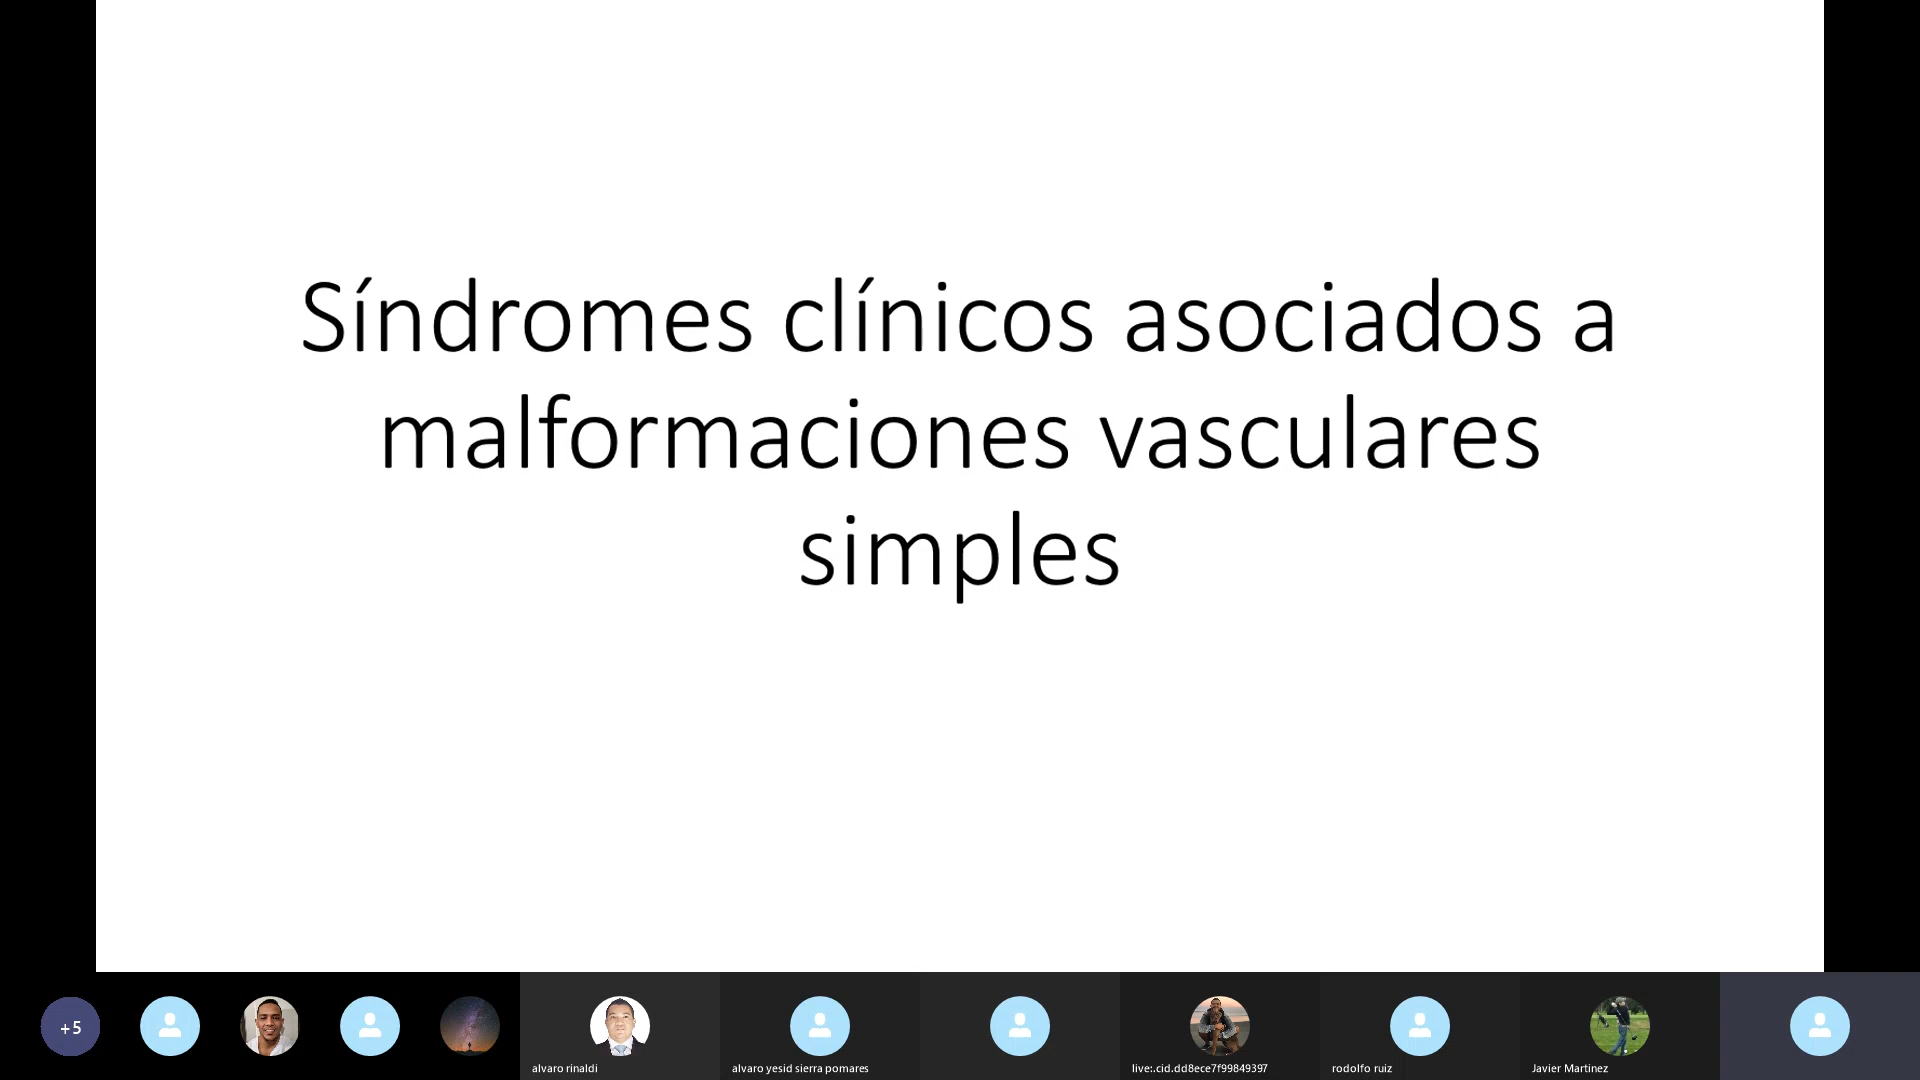 Síndromes clínicos asociados a
malformaciones vasculares
simples
+5
alvaro rinaldi
alvaro yesid sierra pomares
live:.cid.dd8ece7f99849397
rodolfo ruiz
Javier Martinez